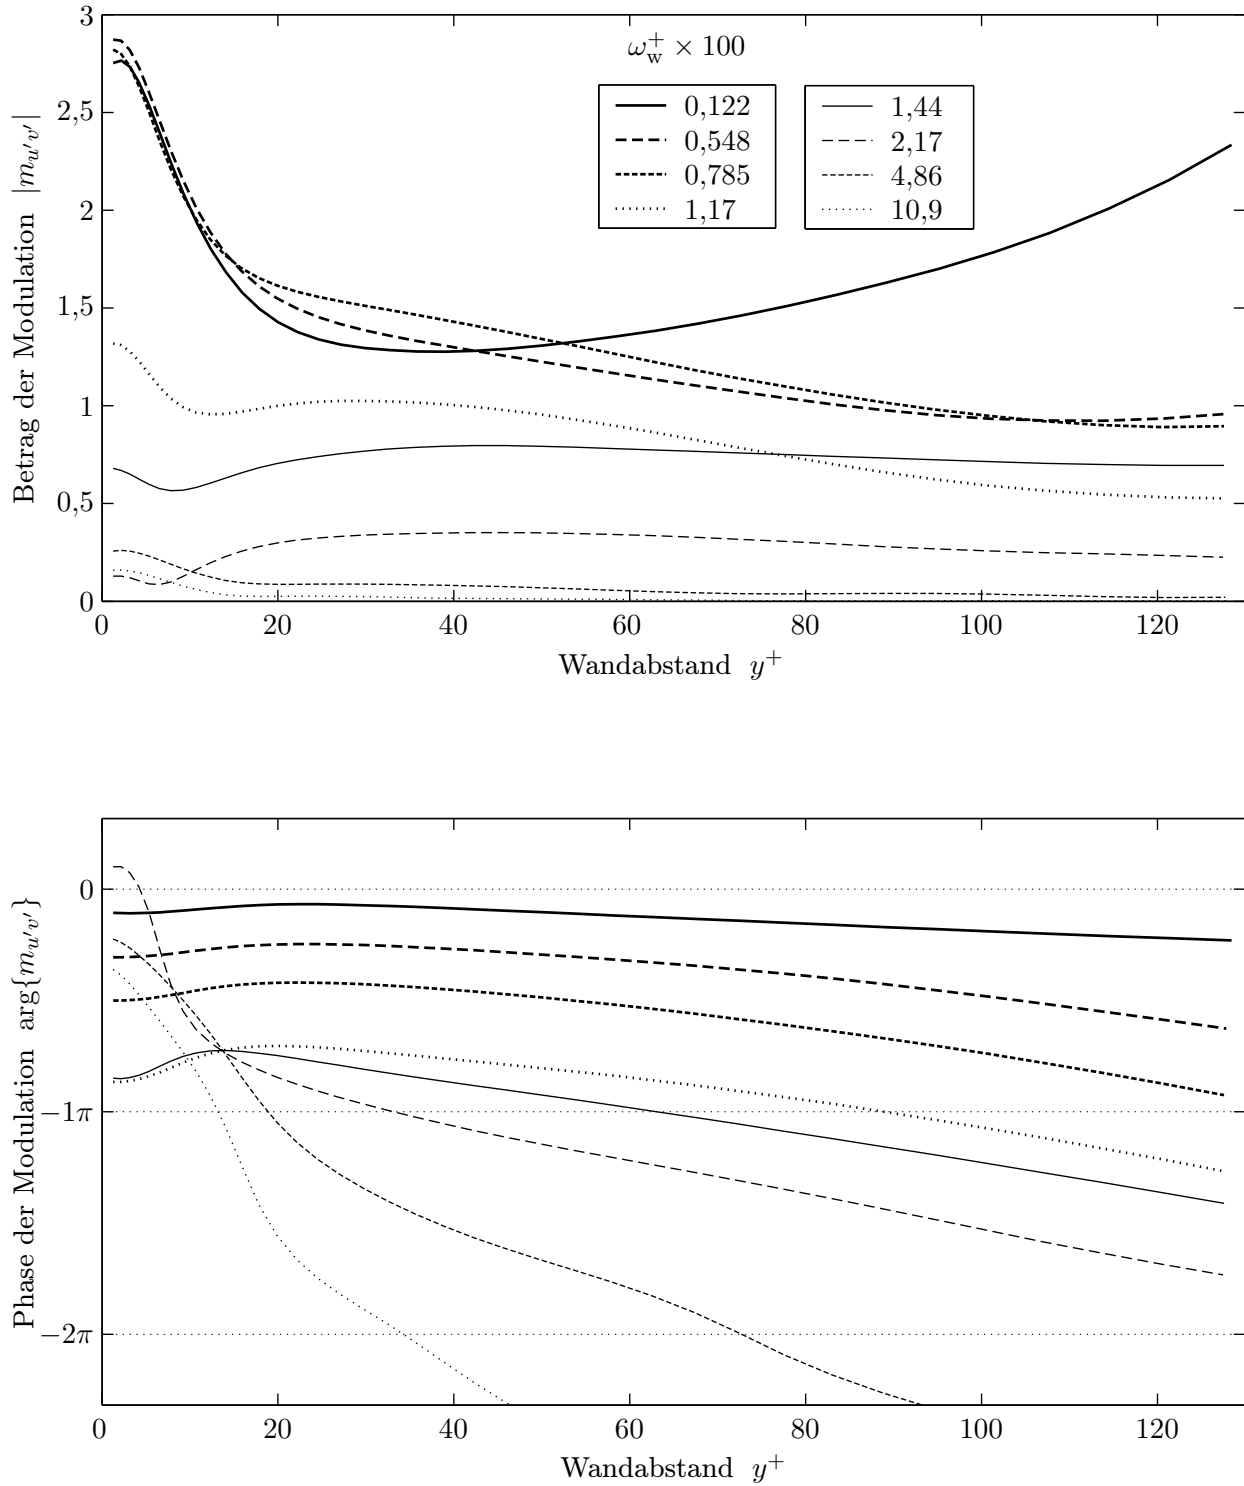 3
2,5
2
1,5
1
0,5
0
Betrag der Modulation |m_{u′v′}|
ω_w^+ × 100
0,122
0,548
0,785
1,17
1,44
2,17
4,86
10,9
0 20 40 60 80 100 120
Wandabstand y^+
0
−1π
−2π
Phase der Modulation arg{m_{u′v′}}
0 20 40 60 80 100 120
Wandabstand y^+